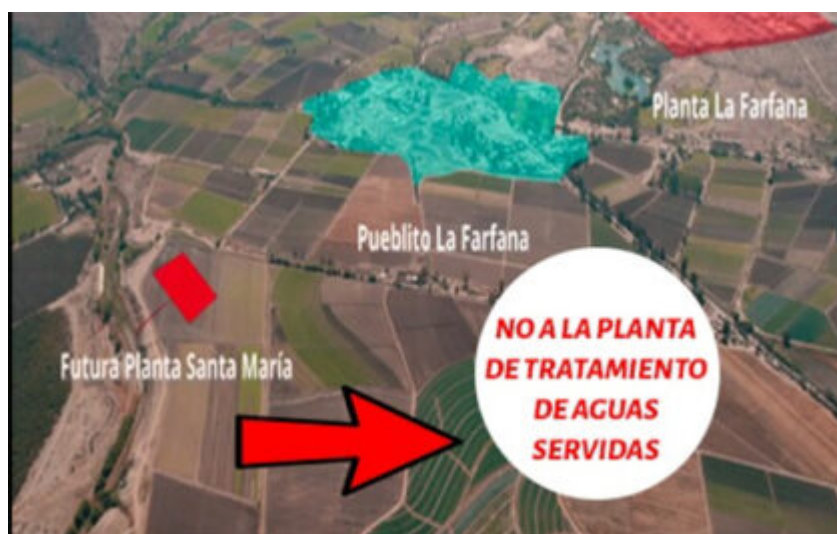 Planta La Farfana
Pueblito La Farfana
Futura Planta Santa María
NO A LA PLANTA
DE TRATAMIENTO
DE AGUAS
SERVIDAS